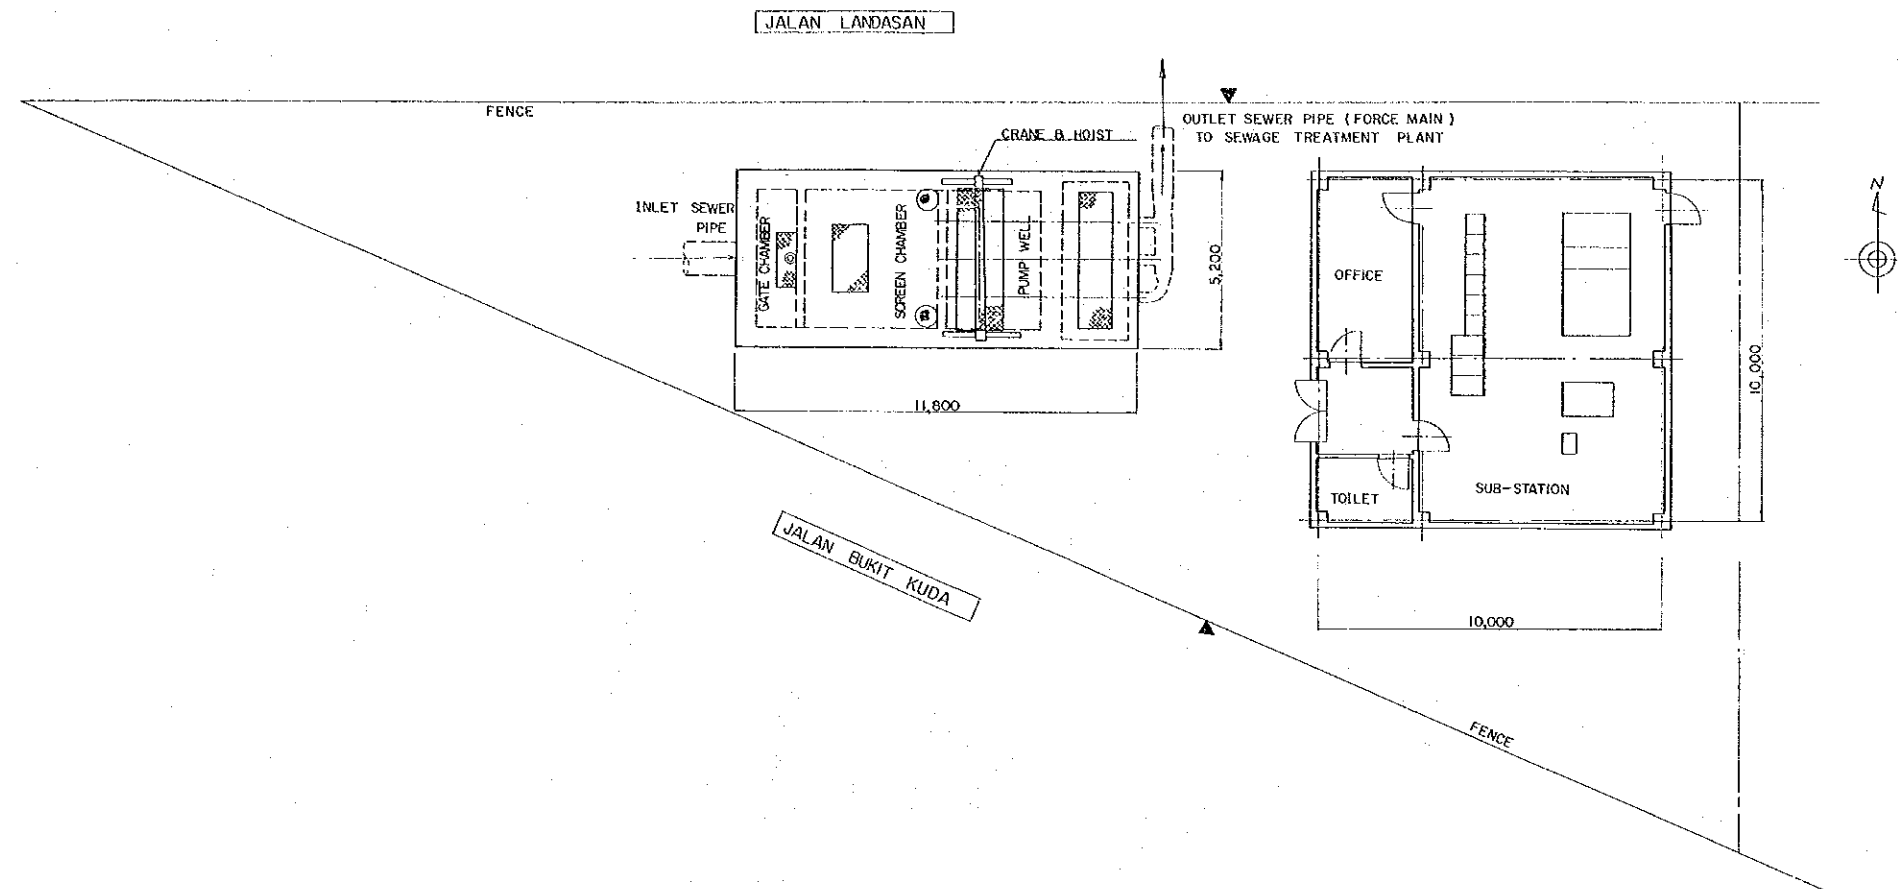 JALAN LANDASAN
FENCE
OUTLET SEWER PIPE (FORCE MAIN)
TO SEWAGE TREATMENT PLANT
CRANE & HOIST
N
INLET SEWER
PIPE
GATE CHAMBER
SCREEN CHAMBER
PUMP WELL
5,200
OFFICE
10,000
11,800
TOILET
SUB-STATION
JALAN BUKIT KUDA
10,000
FENCE